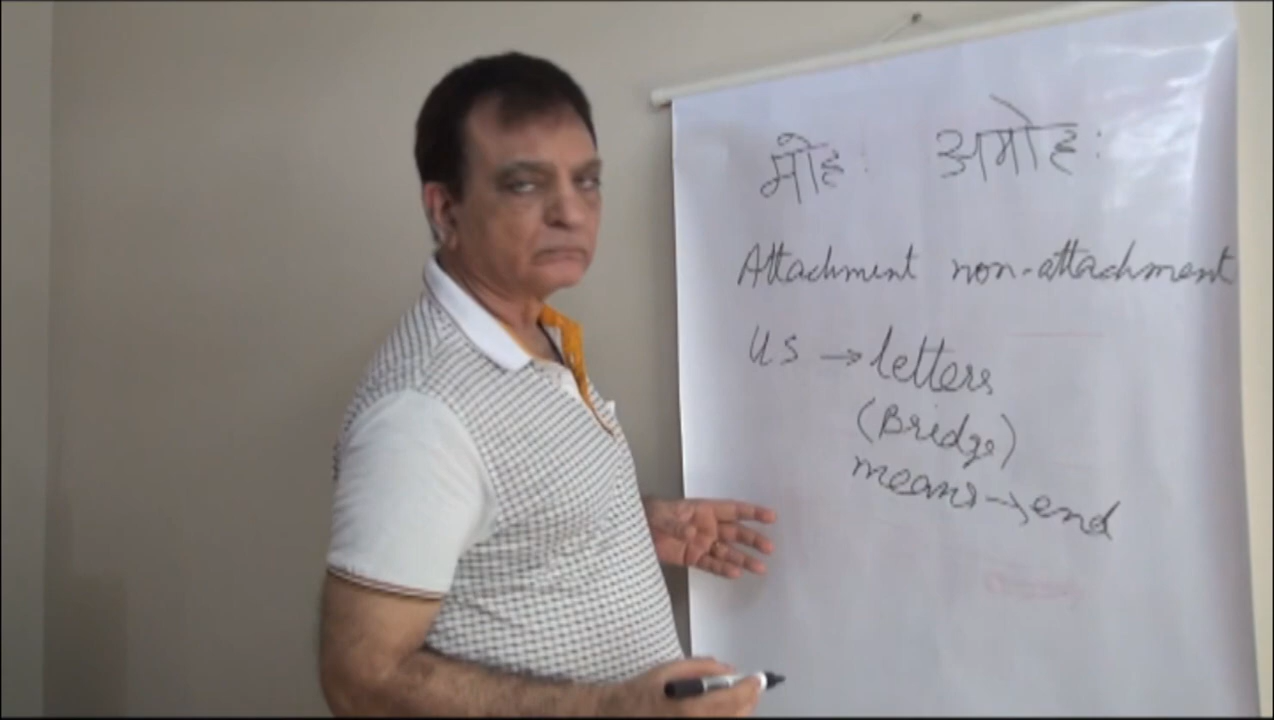 मोहः अमोहः
Attachment non-attachment
US → letters
(Bridge)
means → end